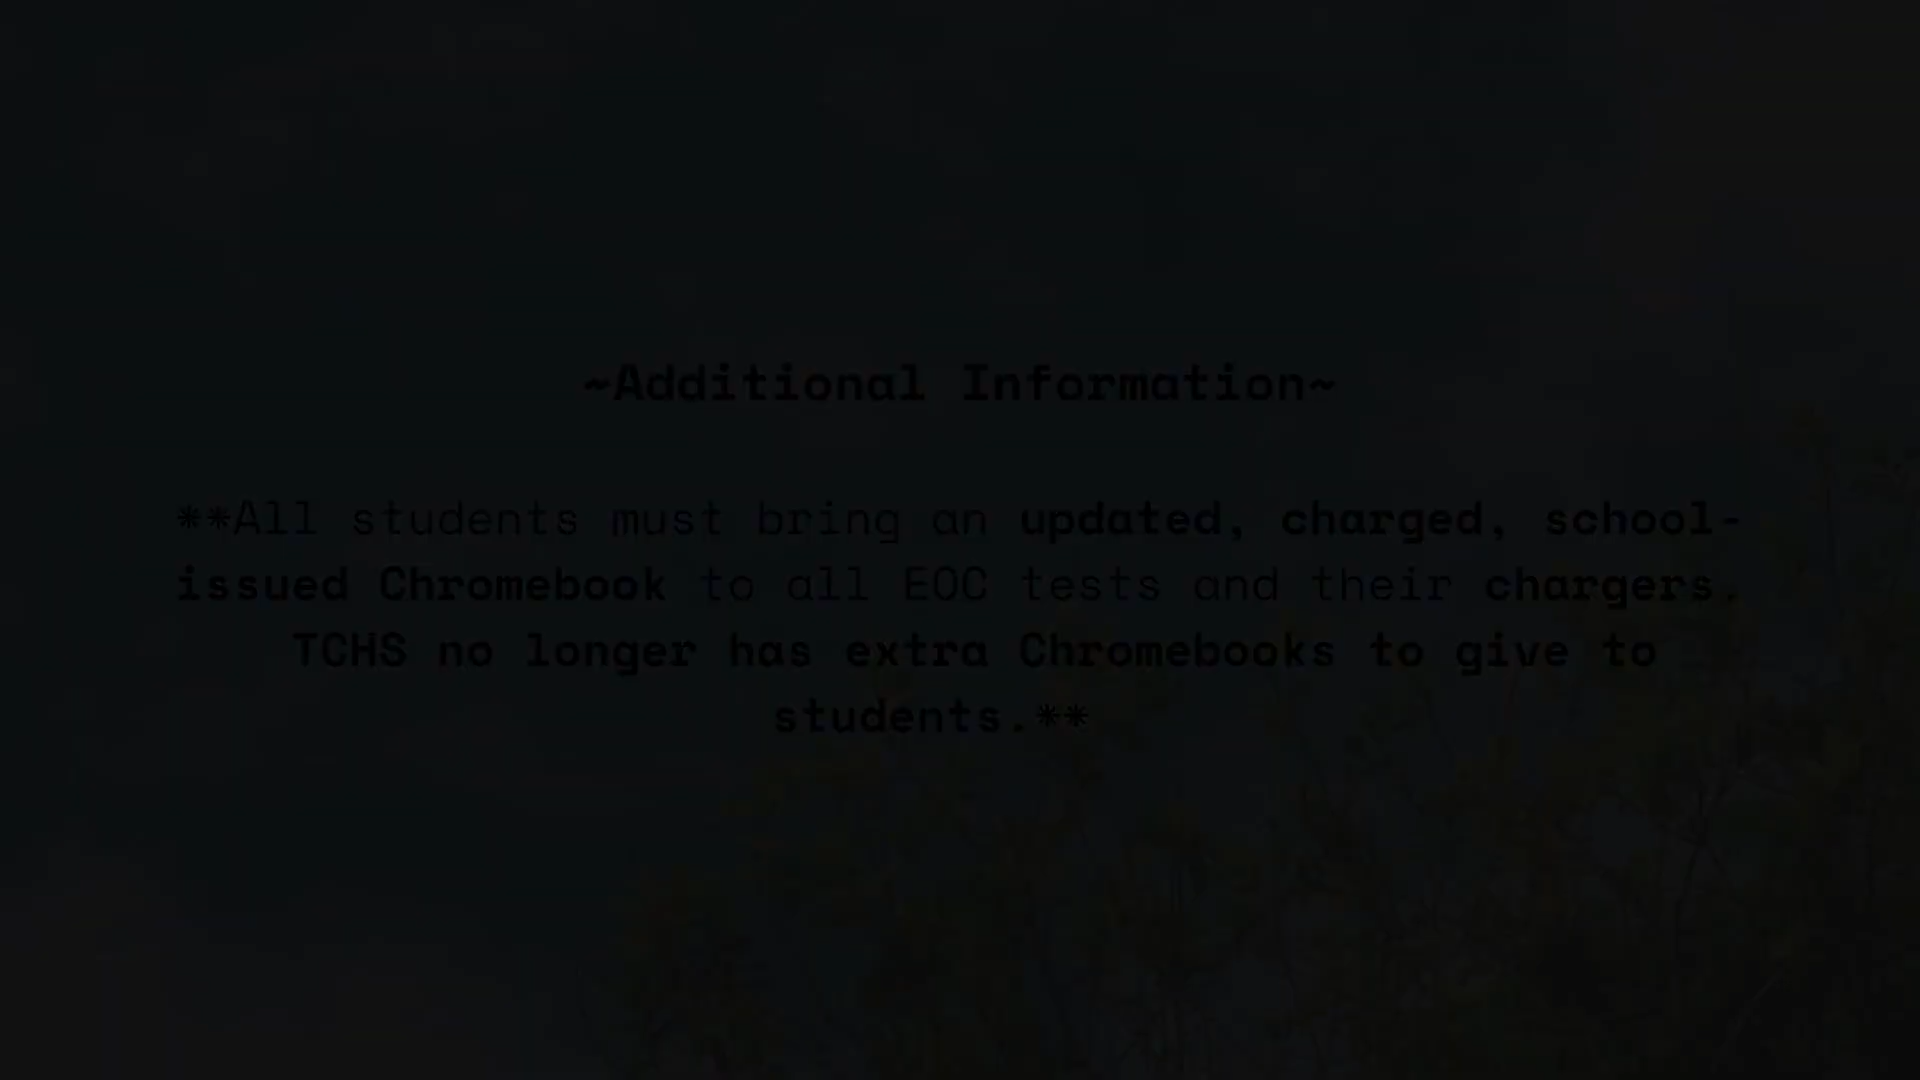 ~Additional Information~
**All students must bring an updated, charged, school-
issued Chromebook to all EOC tests and their chargers.
TCHS no longer has extra Chromebooks to give to
students.**